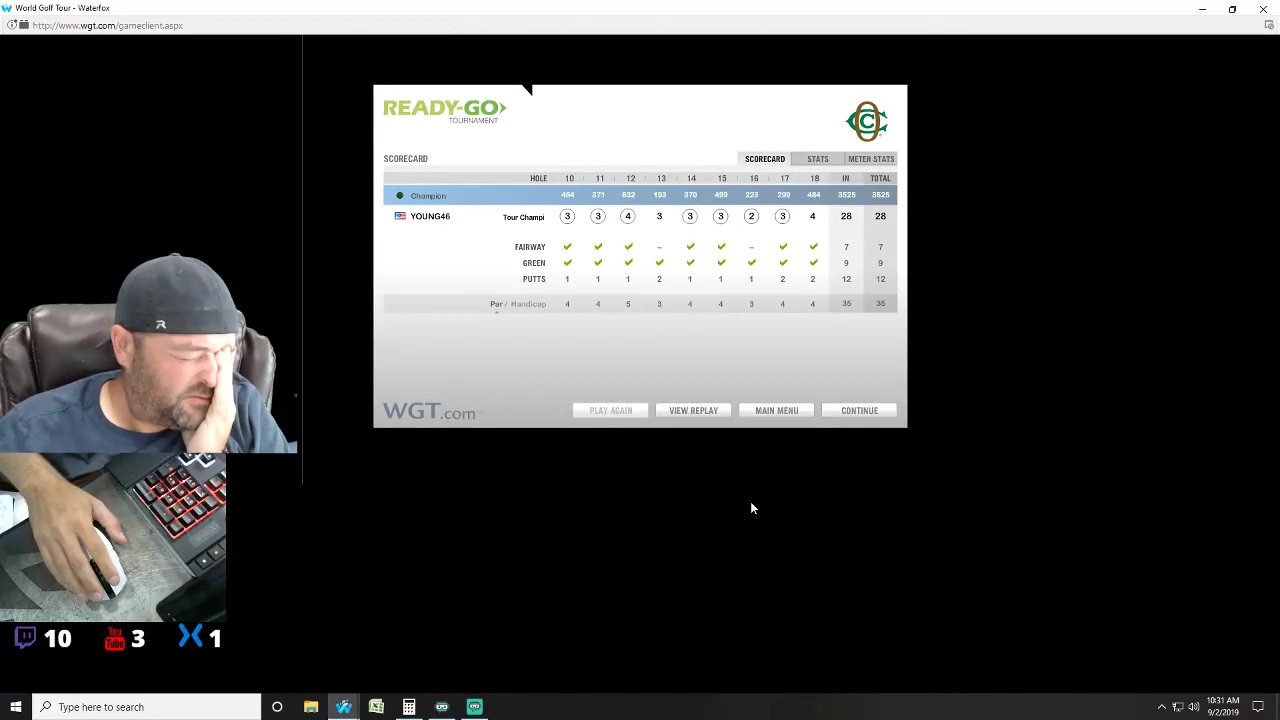 World Golf Tour - Waterfox
http://www.wgt.com/gameclient.aspx
READY-GO
TOURNAMENT
SCORECARD
SCORECARD STATS METER STATS
HOLE 10 11 12 13 14 15 16 17 18 IN TOTAL
Champion 454 371 632 193 370 499 223 299 484 3525 3525
YOUNG46 Tour Champi 3 3 4 3 3 3 2 3 4 28 28
FAIRWAY – – 7 7
GREEN 9 9
PUTTS 1 1 1 2 1 1 1 2 2 12 12
Par / Handicap 4 4 5 3 4 4 3 4 4 35 35
WGT.com
PLAY AGAIN VIEW REPLAY MAIN MENU CONTINUE
10 You Tube 3 1
Type here to search
10:31 AM
9/2/2019